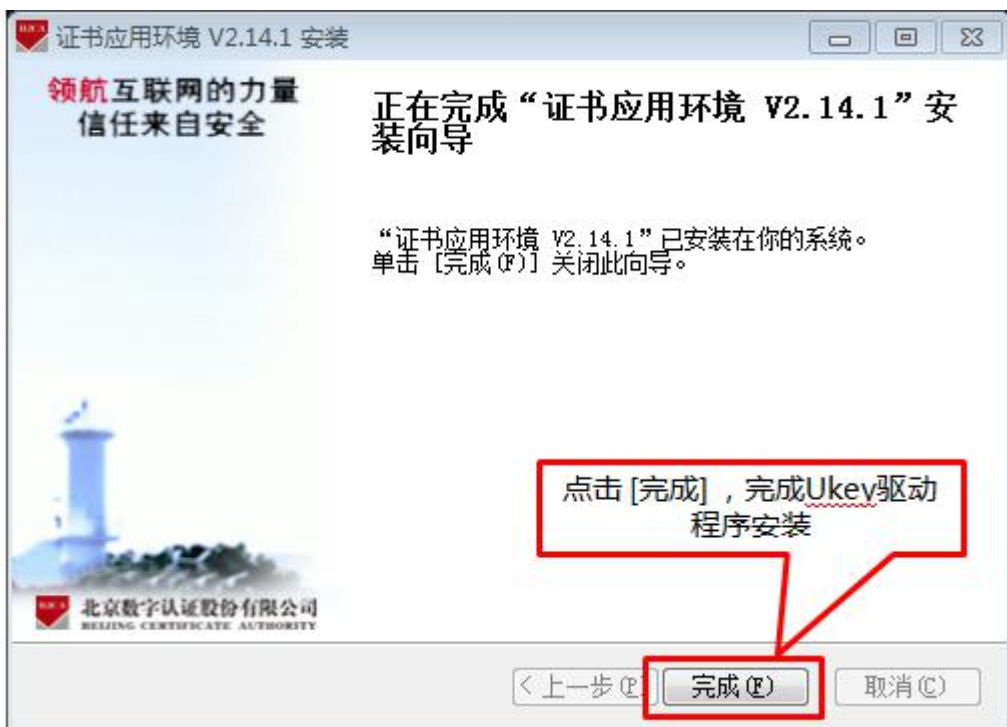 BJCA 证书应用环境 V2.14.1 安装
领航互联网的力量
信任来自安全
正在完成“证书应用环境 V2.14.1”安
装向导
“证书应用环境 V2.14.1”已安装在你的系统。
单击 [完成(F)] 关闭此向导。
点击 [完成] ，完成Ukey驱动
程序安装
BJCA 北京数字认证股份有限公司
BEIJING CERTIFICATE AUTHORITY
< 上一步(P)
完成(F)
取消(C)